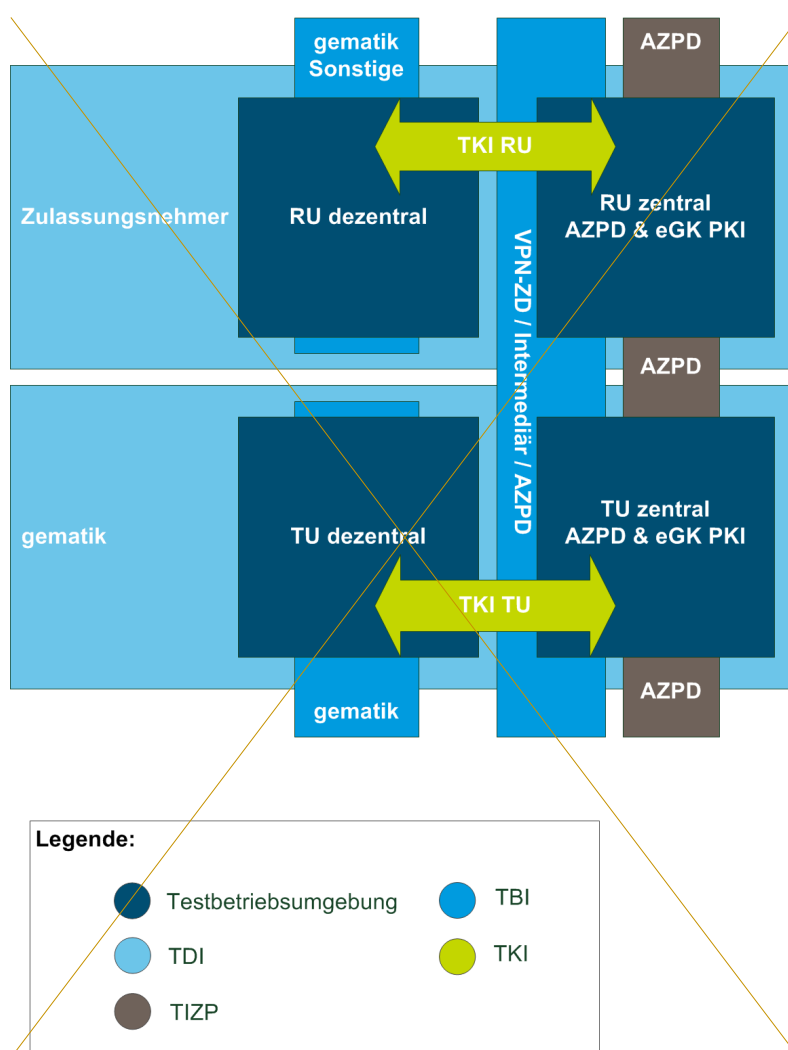 gematik
Sonstige
AZPD
TKI RU
Zulassungsnehmer
RU dezentral
RU zentral
AZPD & eGK PKI
VPN-ZD / Intermediär / AZPD
AZPD
gematik
TU dezentral
TU zentral
AZPD & eGK PKI
TKI TU
gematik
AZPD
Legende:
Testbetriebsumgebung
TBI
TDI
TKI
TIZP